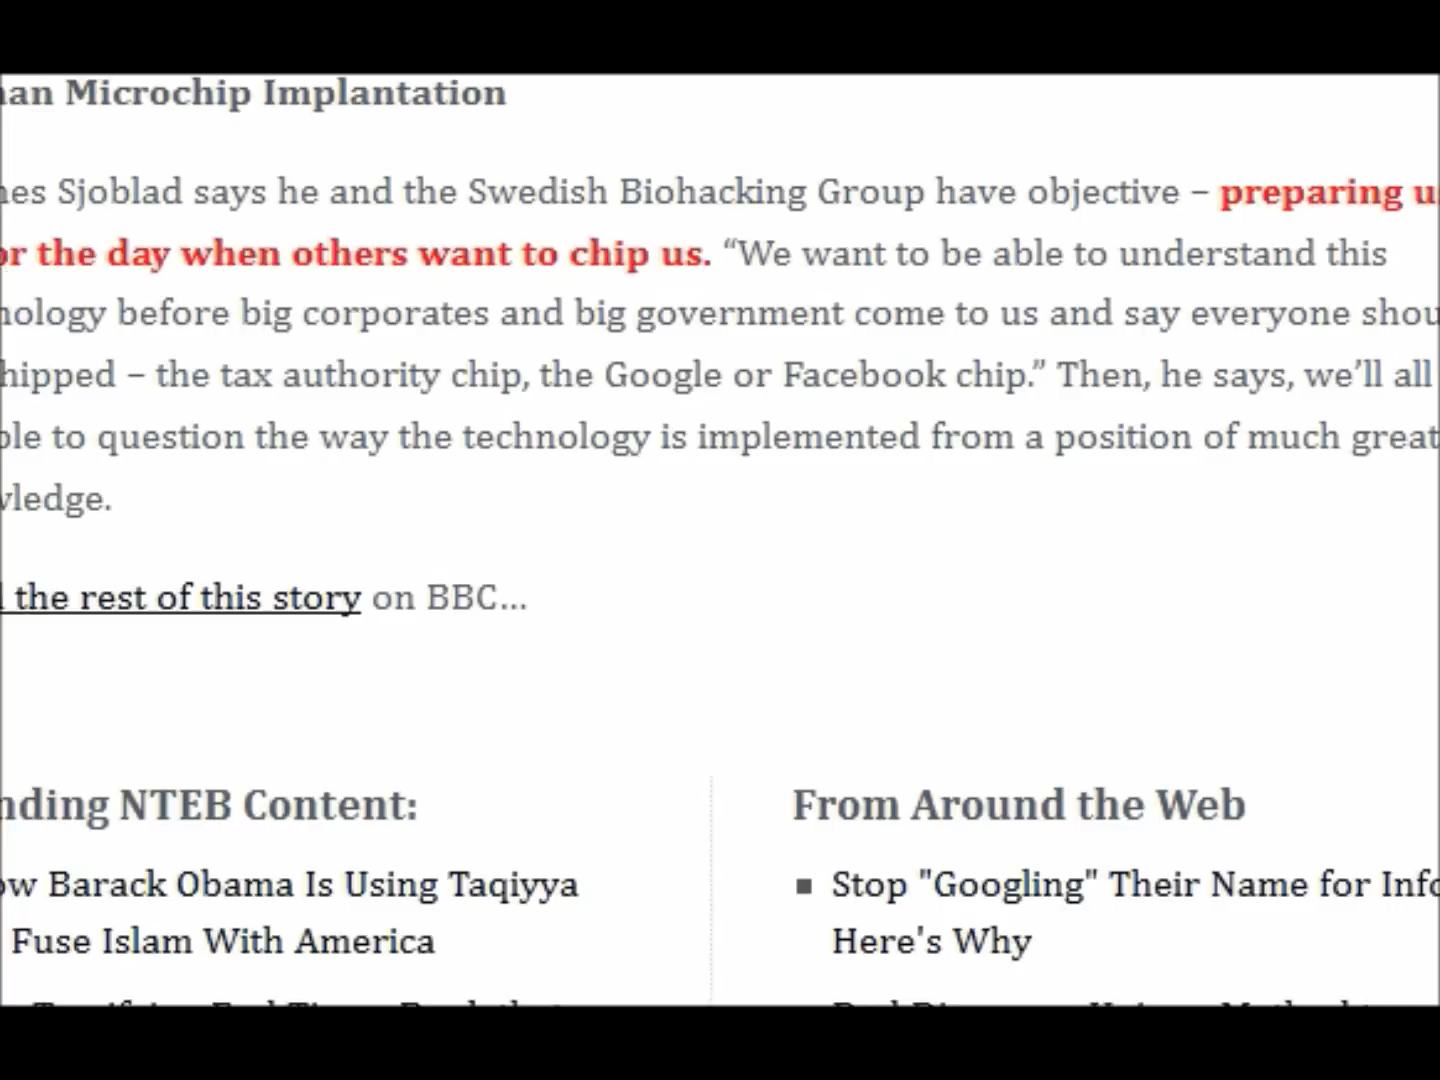 an Microchip Implantation
nes Sjoblad says he and the Swedish Biohacking Group have objective – preparing u
or the day when others want to chip us. “We want to be able to understand this
nology before big corporates and big government come to us and say everyone shou
hipped – the tax authority chip, the Google or Facebook chip.” Then, he says, we’ll all
ble to question the way the technology is implemented from a position of much great
wledge.
the rest of this story on BBC...
nding NTEB Content:
ow Barack Obama Is Using Taqiyya
Fuse Islam With America
From Around the Web
Stop "Googling" Their Name for Info
Here's Why